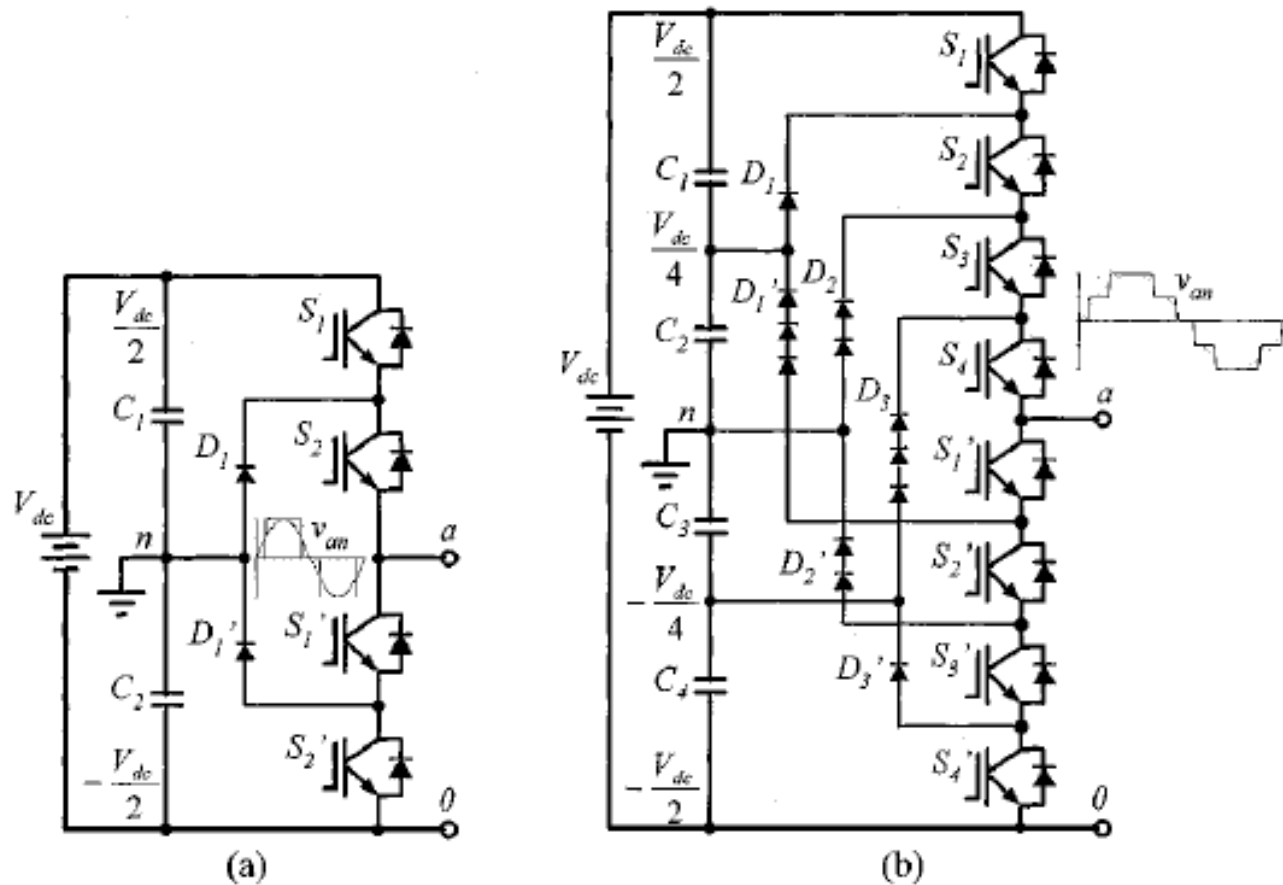 V_dc/2
C_1
V_dc
n
C_2
-V_dc/2
S_1
S_2
D_1
v_an
a
D_1'
S_1'
S_2'
0
(a)
V_dc/2
C_1
V_dc/4
C_2
V_dc
n
C_3
-V_dc/4
C_4
-V_dc/2
S_1
S_2
D_1
S_3
D_1'
D_2
v_an
S_4
D_3
a
S_1'
D_2'
S_2'
D_3'
S_3'
S_4'
0
(b)